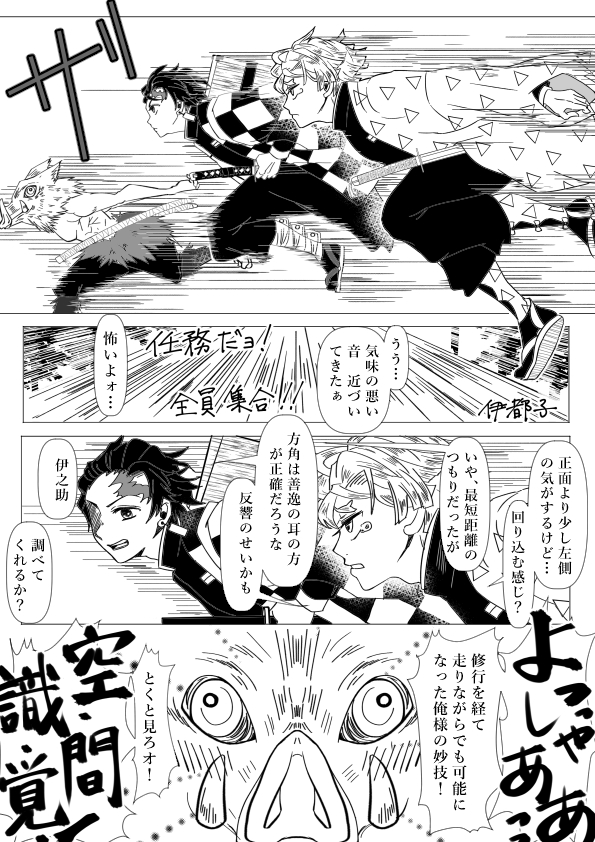 ザッ
任務だョ！
全員集合!!
伊都子
うう…
気味の悪い
音　近づい
てきたぁ
怖いよォ…
正面より少し左側
の気がするけど…
回り込む感じ？
いや、最短距離の
つもりだったが
方角は善逸の耳の方
が正確だろうな
反響のせいかも
伊之助
調べて
くれるか？
よっしゃあ
あっ
修行を経て
走りながらでも可能に
なった俺様の妙技！
とくと見ろオ！
空間
識覚